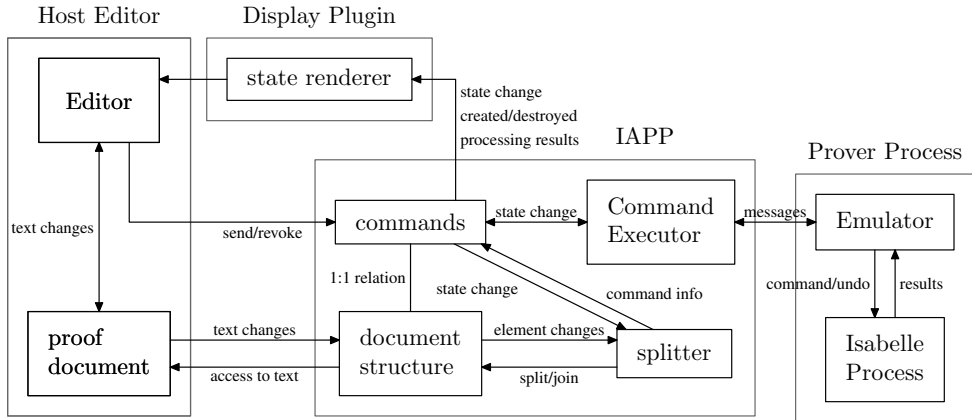 Host Editor
Display Plugin
Editor
state renderer
state change
created/destroyed
processing results
IAPP
Prover Process
text changes
send/revoke
commands
state change
Command
Executor
messages
Emulator
1:1 relation
state change
command info
command/undo
results
proof
document
text changes
access to text
document
structure
element changes
split/join
splitter
Isabelle
Process